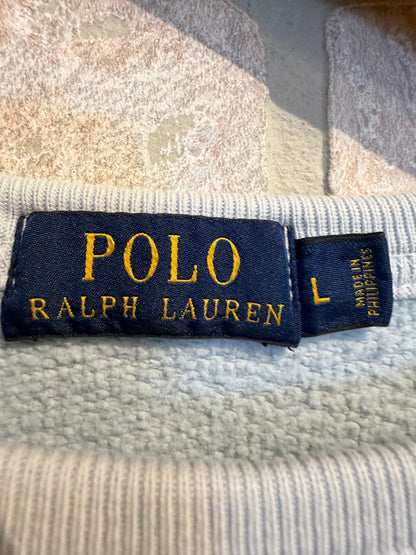 POLO
RALPH LAUREN
L
MADE IN
PHILIPPINES